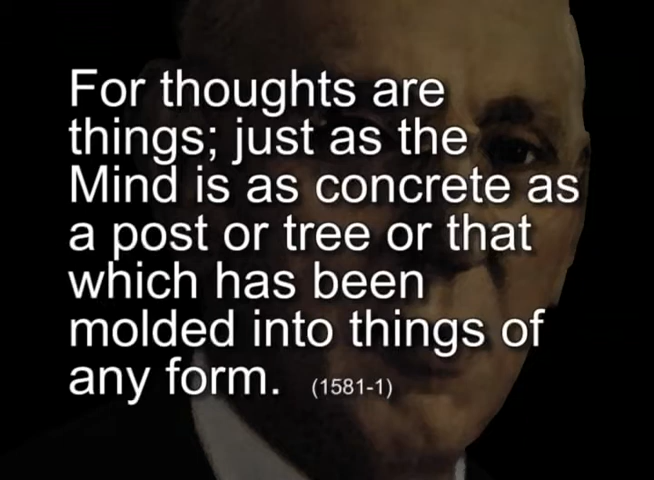 For thoughts are
things; just as the
Mind is as concrete as
a post or tree or that
which has been
molded into things of
any form. (1581-1)